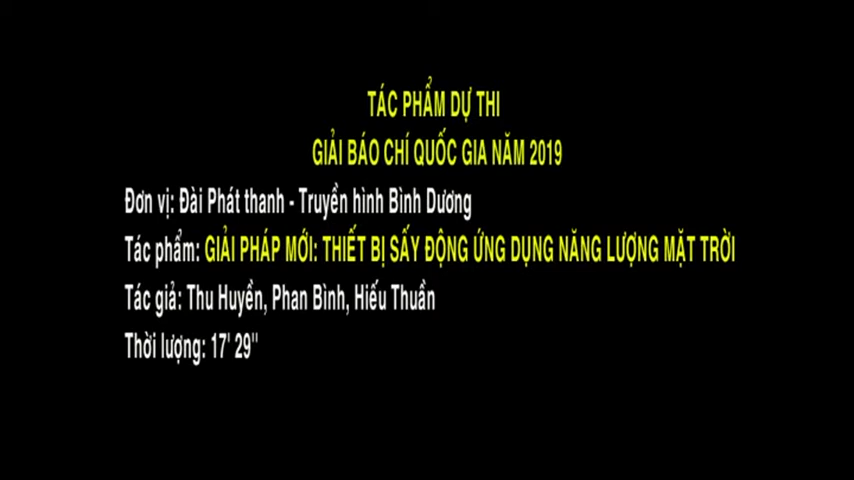 TÁC PHẨM DỰ THI
GIẢI BÁO CHÍ QUỐC GIA NĂM 2019
Đơn vị: Đài Phát thanh - Truyền hình Bình Dương
Tác phẩm: GIẢI PHÁP MỚI: THIẾT BỊ SẤY ĐỘNG ỨNG DỤNG NĂNG LƯỢNG MẶT TRỜI
Tác giả: Thu Huyền, Phan Bình, Hiếu Thuần
Thời lượng: 17' 29"